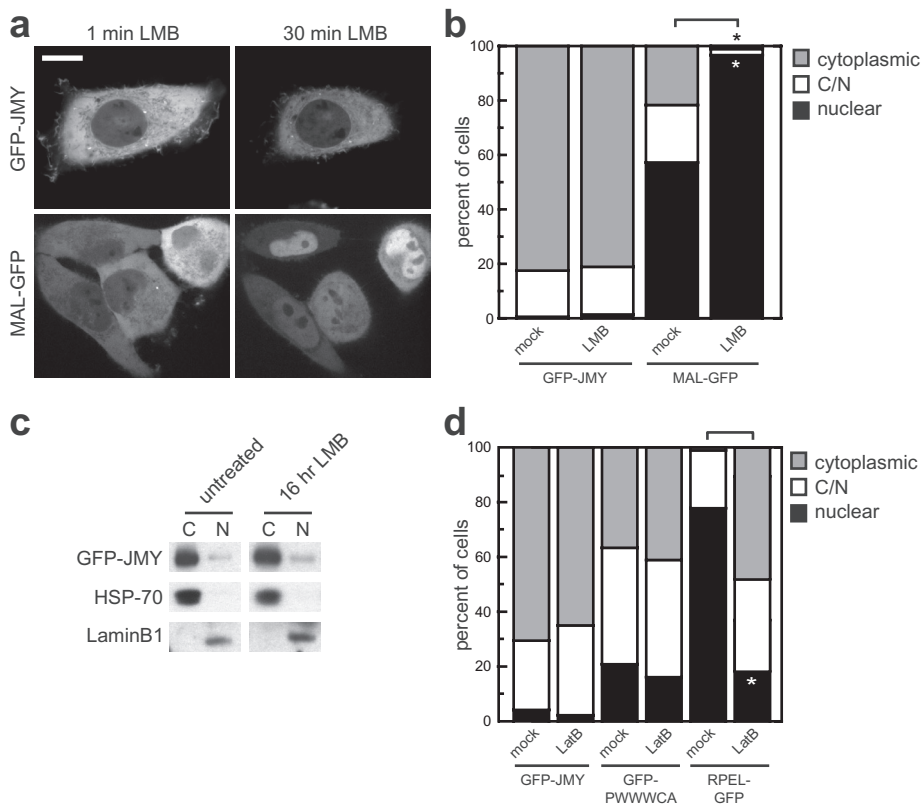 a
1 min LMB
30 min LMB
GFP-JMY
MAL-GFP
b
*
*
100
80
60
40
20
0
percent of cells
cytoplasmic
C/N
nuclear
mock
LMB
mock
LMB
GFP-JMY
MAL-GFP
c
untreated
16 hr LMB
C N C N
GFP-JMY
HSP-70
LaminB1
d
100
80
60
40
20
0
percent of cells
cytoplasmic
C/N
nuclear
*
mock
LatB
mock
LatB
mock
LatB
GFP-JMY
GFP-
PWWWCA
RPEL-
GFP